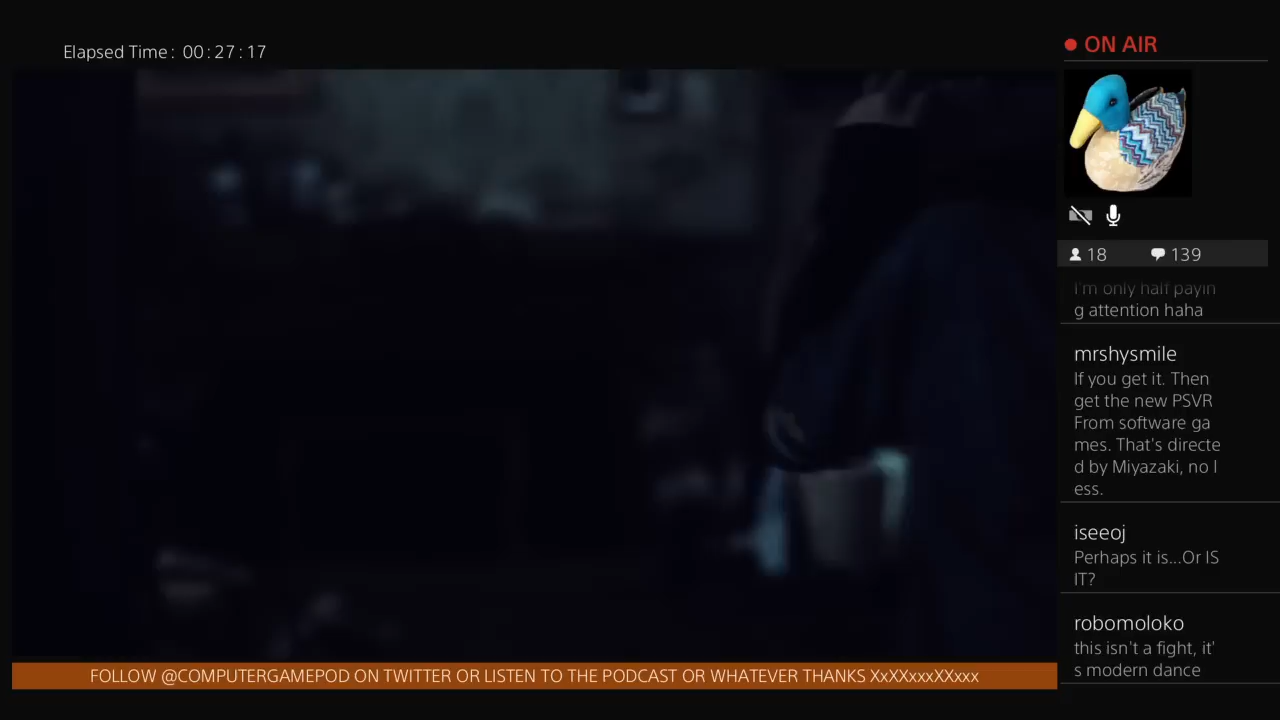 Elapsed Time: 00:27:17
ON AIR
18 139
I'm only half payin
g attention haha
mrshysmile
If you get it. Then
get the new PSVR
From software ga
mes. That's directe
d by Miyazaki, no l
ess.
iseeoj
Perhaps it is...Or IS
IT?
robomoloko
this isn't a fight, it'
s modern dance
FOLLOW @COMPUTERGAMEPOD ON TWITTER OR LISTEN TO THE PODCAST OR WHATEVER THANKS XxXXxxxXXxxx